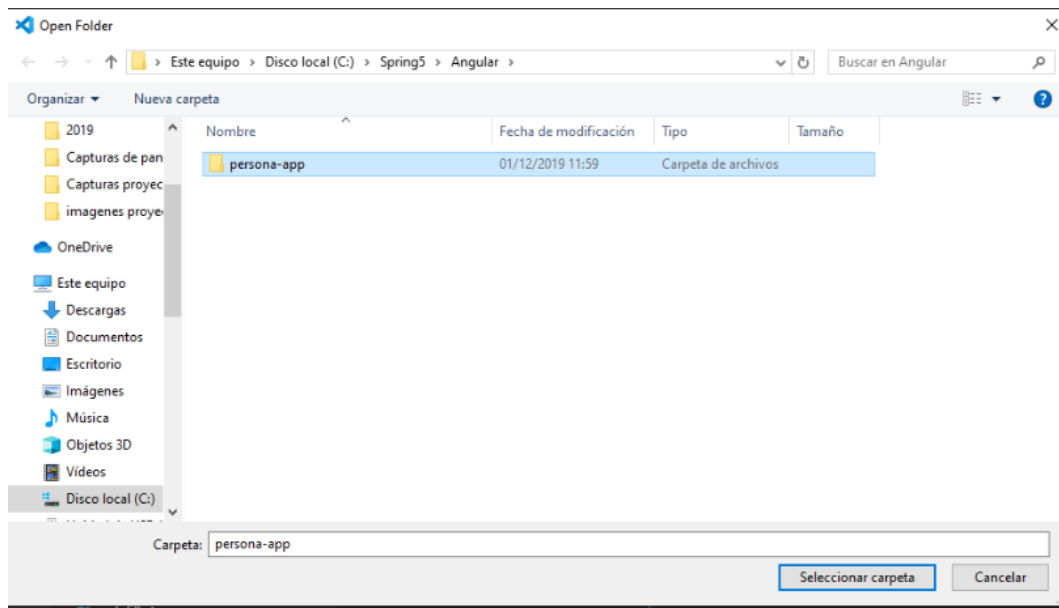 Open Folder
Este equipo > Disco local (C:) > Spring5 > Angular >
Buscar en Angular
Organizar
Nueva carpeta
Nombre
Fecha de modificación
Tipo
Tamaño
persona-app
01/12/2019 11:59
Carpeta de archivos
2019
Capturas de pan
Capturas proyec
imagenes proye
OneDrive
Este equipo
Descargas
Documentos
Escritorio
Imágenes
Música
Objetos 3D
Vídeos
Disco local (C:)
Carpeta:
persona-app
Seleccionar carpeta
Cancelar